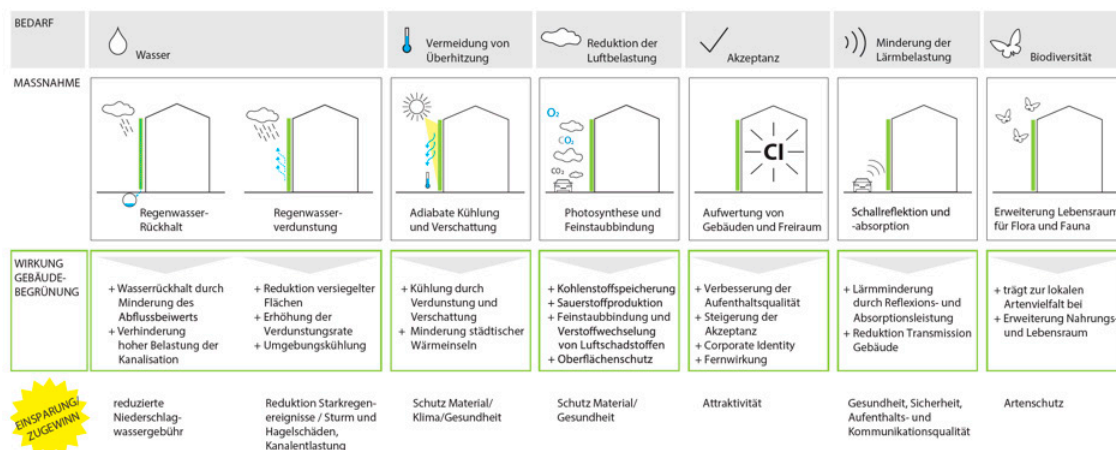 BEDARF
Wasser
Vermeidung von
Überhitzung
Reduktion der
Luftbelastung
Akzeptanz
Minderung der
Lärmbelastung
Biodiversität
MASSNAHME
Regenwasser-
Rückhalt
Regenwasser-
verdunstung
Adiabate Kühlung
und Verschattung
O₂
CO₂
CO₂
Photosynthese und
Feinstaubbindung
CI
Aufwertung von
Gebäuden und Freiraum
Schallreflektion und
-absorption
Erweiterung Lebensraum
für Flora und Fauna
WIRKUNG
GEBÄUDE-
BEGRÜNUNG
+ Wasserrückhalt durch
Minderung des
Abflussbeiwerts
+ Verhinderung
hoher Belastung der
Kanalisation
+ Reduktion versiegelter
Flächen
+ Erhöhung der
Verdunstungsrate
+ Umgebungskühlung
+ Kühlung durch
Verdunstung und
Verschattung
+ Minderung städtischer
Wärmeinseln
+ Kohlenstoffspeicherung
+ Sauerstoffproduktion
+ Feinstaubbindung und
Verstoffwechselung
von Luftschadstoffen
+ Oberflächenschutz
+ Verbesserung der
Aufenthaltsqualität
+ Steigerung der
Akzeptanz
+ Corporate Identity
+ Fernwirkung
+ Lärmminderung
durch Reflexions- und
Absorptionsleistung
+ Reduktion Transmission
Gebäude
+ trägt zur lokalen
Artenvielfalt bei
+ Erweiterung Nahrungs-
und Lebensraum
EINSPARUNG/
ZUGEWINN
reduzierte
Niederschlag-
wassergebühr
Reduktion Starkregen-
ereignisse / Sturm und
Hagelschäden,
Kanalentlastung
Schutz Material/
Klima/Gesundheit
Schutz Material/
Gesundheit
Attraktivität
Gesundheit, Sicherheit,
Aufenthalts- und
Kommunikationsqualität
Artenschutz